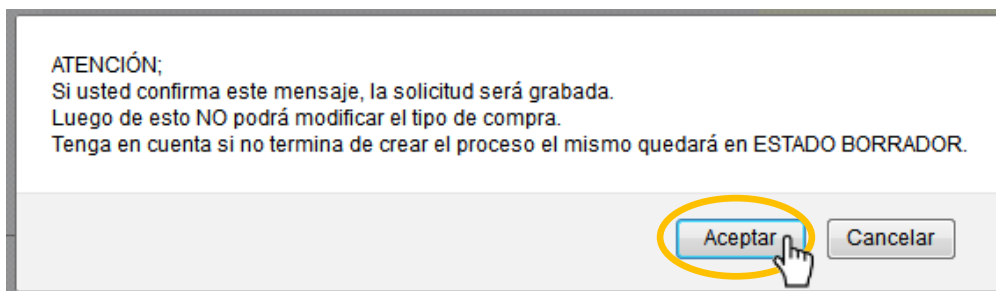 ATENCIÓN;
Si usted confirma este mensaje, la solicitud será grabada.
Luego de esto NO podrá modificar el tipo de compra.
Tenga en cuenta si no termina de crear el proceso el mismo quedará en ESTADO BORRADOR.
Aceptar Cancelar